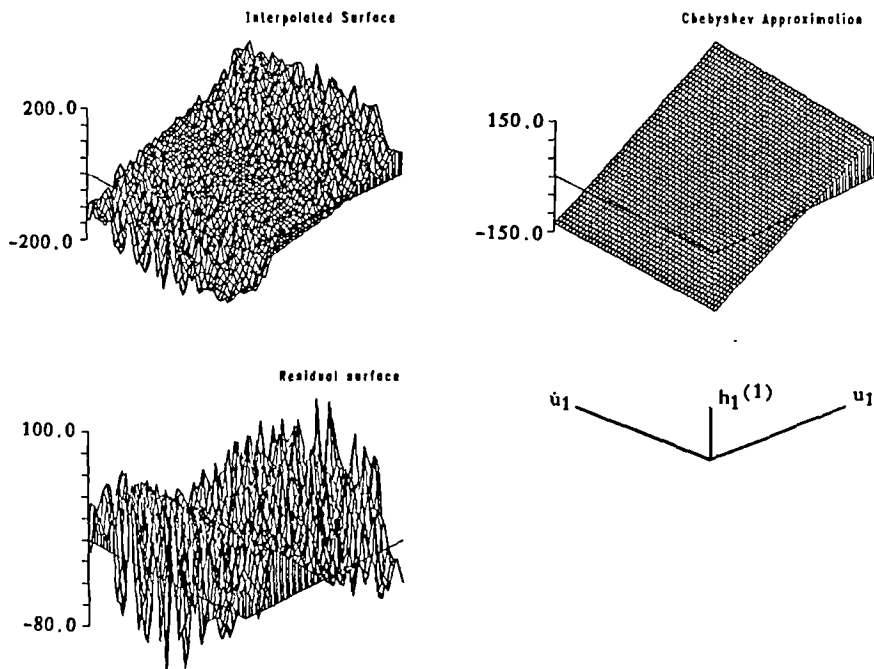 Interpolated Surface
200.0
-200.0
Chebyshev Approximation
150.0
-150.0
Residual surface
100.0
-80.0
u̇1
h1(1)
u1